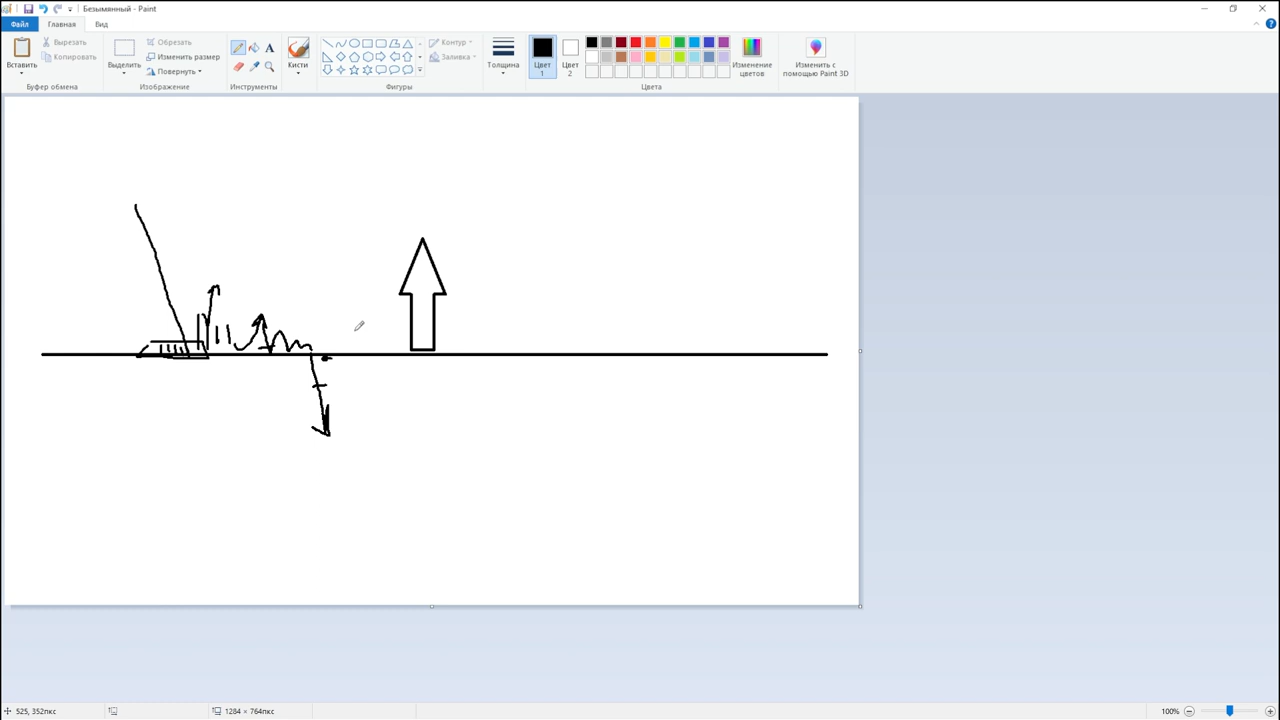 Безымянный - Paint
Файл Главная Вид
Вставить
Вырезать
Копировать
Буфер обмена
Выделить
Обрезать
Изменить размер
Повернуть
Изображение
A
Инструменты
Кисти
Контур
Заливка
Фигуры
Толщина
Цвет 1
Цвет 2
Цвета
Изменение цветов
Изменить с помощью Paint 3D
525, 352пкс
1284 × 764пкс
100%